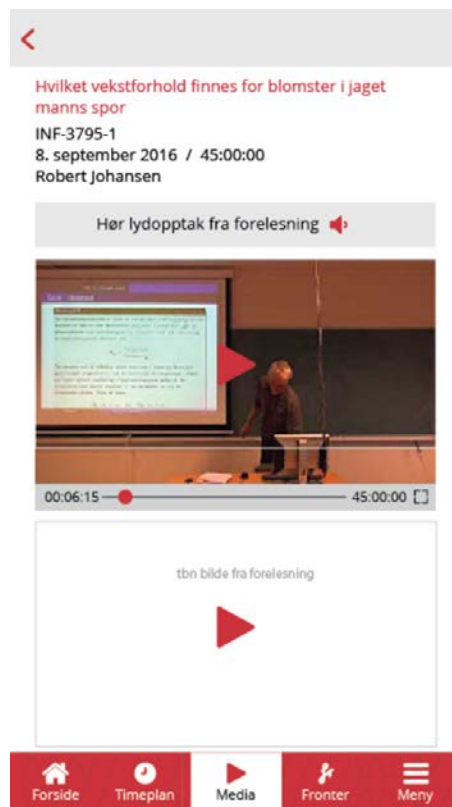 Hvilket vekstforhold finnes for blomster i jaget
manns spor
INF-3795-1
8. september 2016 / 45:00:00
Robert Johansen
Hør lydopptak fra forelesning
00:06:15
45:00:00
tbn bilde fra forelesning
Forside Timeplan Media Fronter Meny